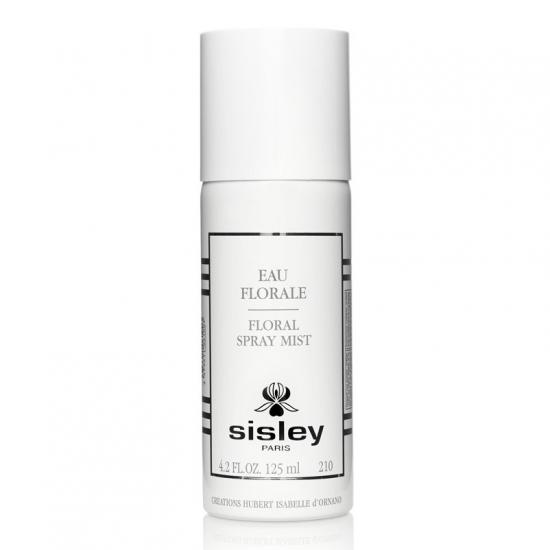 EAU
FLORALE
FLORAL
SPRAY MIST
sisley
PARIS
4.2 FL.OZ. 125 ml 210
CREATIONS HUBERT ISABELLE d'ORNANO